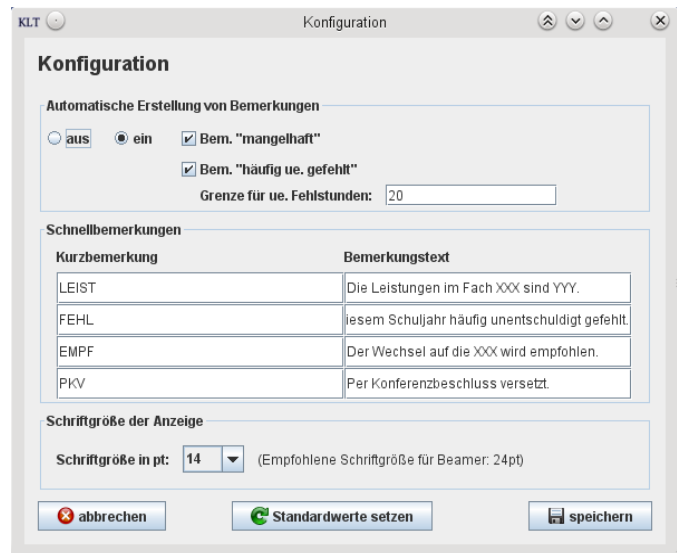 KLT Konfiguration
Konfiguration
Automatische Erstellung von Bemerkungen
aus ein Bem. "mangelhaft"
Bem. "häufig ue. gefehlt"
Grenze für ue. Fehlstunden: 20
Schnellbemerkungen
Kurzbemerkung Bemerkungstext
LEIST Die Leistungen im Fach XXX sind YYY.
FEHL iesem Schuljahr häufig unentschuldigt gefehlt.
EMPF Der Wechsel auf die XXX wird empfohlen.
PKV Per Konferenzbeschluss versetzt.
Schriftgröße der Anzeige
Schriftgröße in pt: 14 (Empfohlene Schriftgröße für Beamer: 24pt)
abbrechen Standardwerte setzen speichern